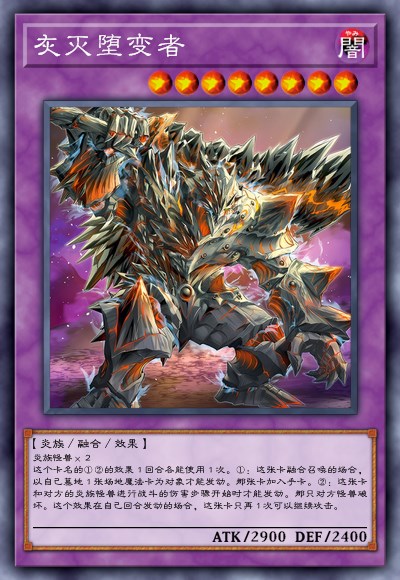 灰灭堕变者
やみ
闇
【炎族／融合／效果】
炎族怪兽×2
这个卡名的①②的效果1回合各能使用1次。①：这张卡融合召唤的场合，
以自己墓地1张场地魔法卡为对象才能发动。那张卡加入手卡。②：这张卡
和对方的炎族怪兽进行战斗的伤害步骤开始时才能发动。那只对方怪兽破
坏。这个效果在自己回合发动的场合，这张卡只再1次可以继续攻击。
ATK/2900 DEF/2400